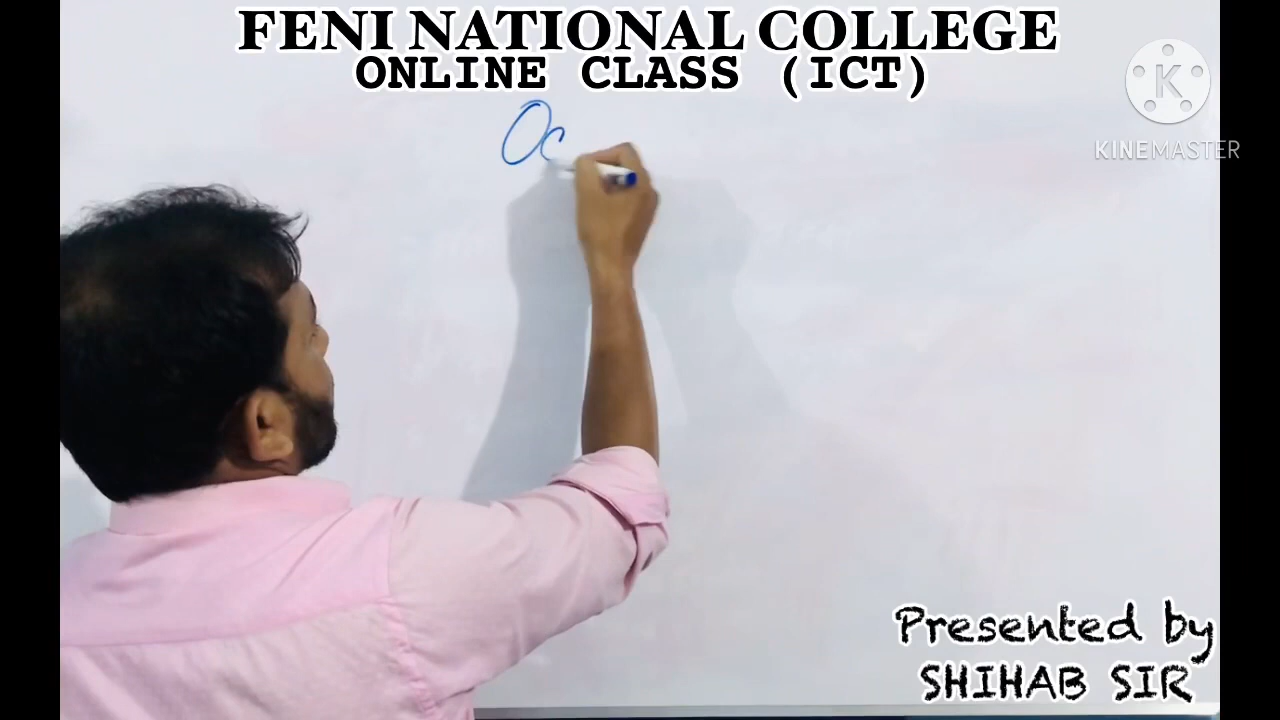 FENI NATIONAL COLLEGE
ONLINE CLASS (ICT)
K
KINEMASTER
Oc
Presented by
SHIHAB SIR